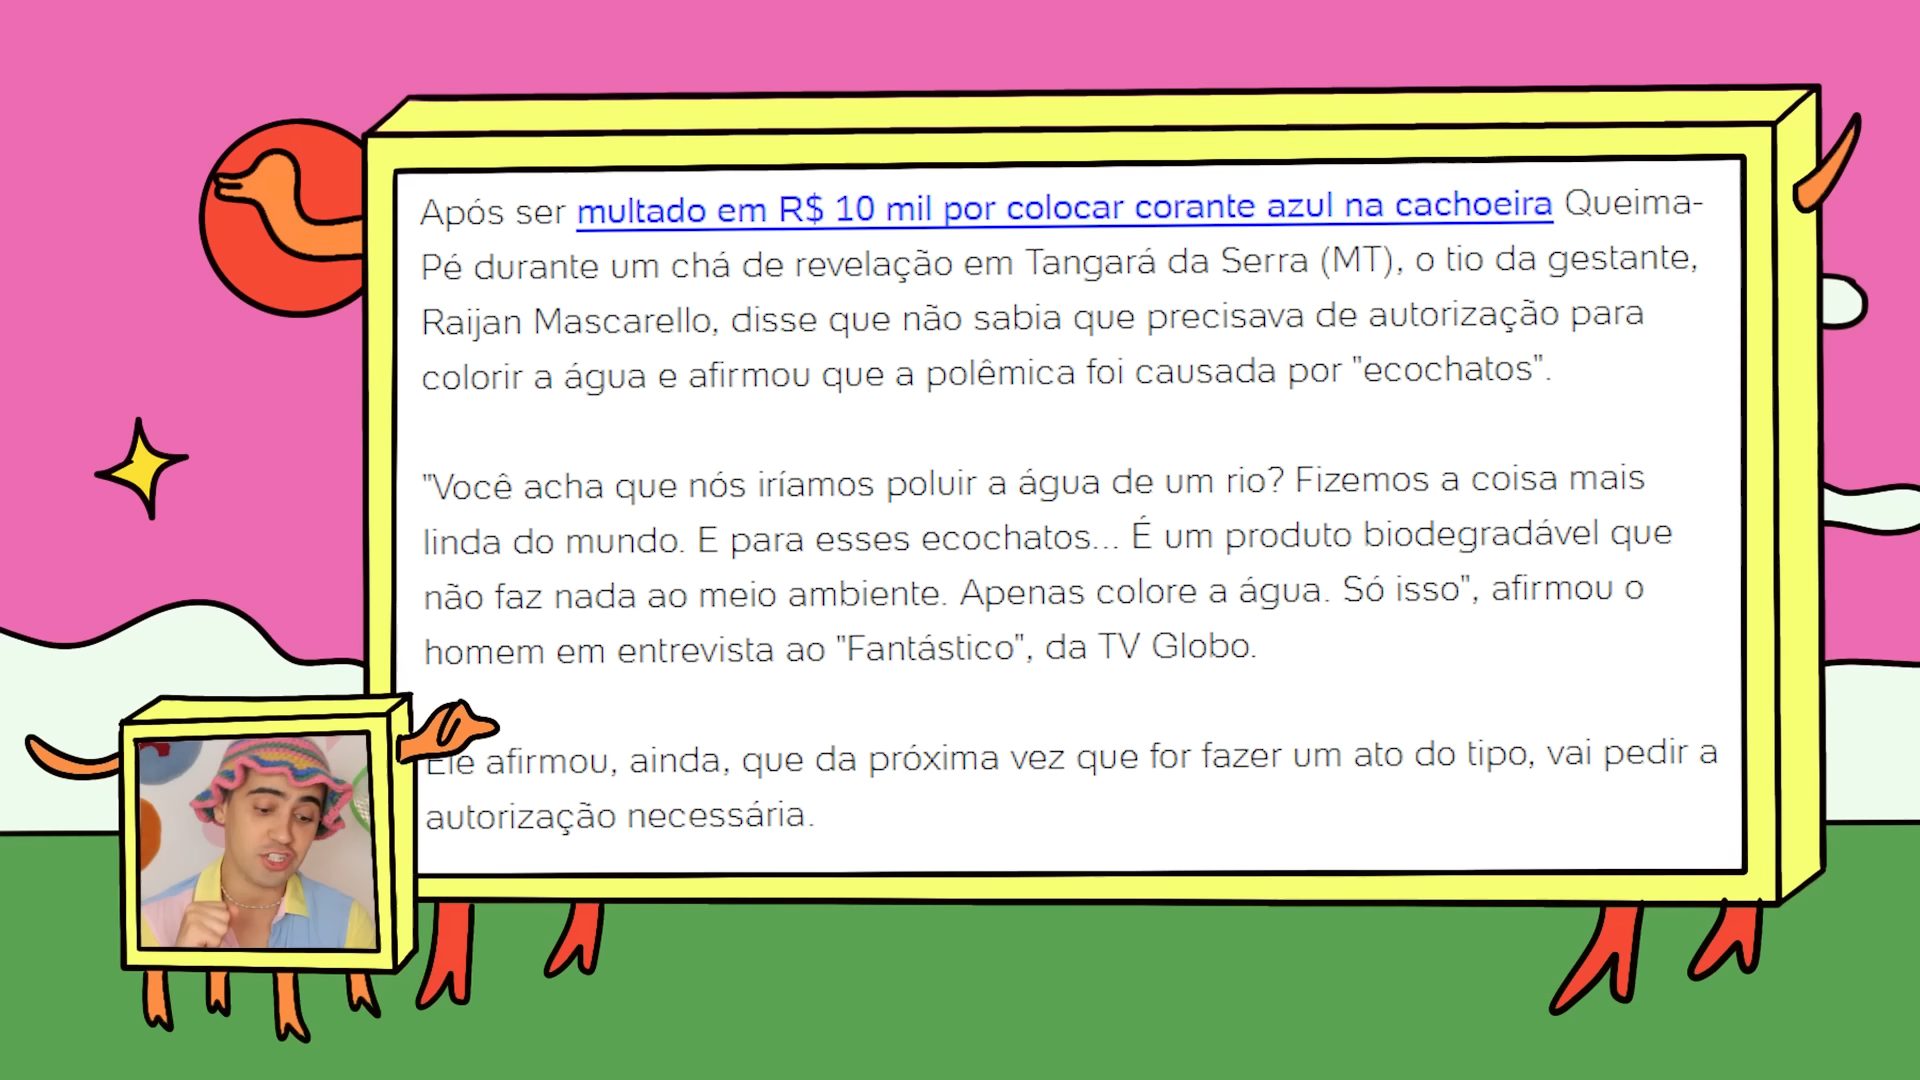 Após ser multado em R$ 10 mil por colocar corante azul na cachoeira Queima-
Pé durante um chá de revelação em Tangará da Serra (MT), o tio da gestante,
Raijan Mascarello, disse que não sabia que precisava de autorização para
colorir a água e afirmou que a polêmica foi causada por "ecochatos".
"Você acha que nós iríamos poluir a água de um rio? Fizemos a coisa mais
linda do mundo. E para esses ecochatos... É um produto biodegradável que
não faz nada ao meio ambiente. Apenas colore a água. Só isso", afirmou o
homem em entrevista ao "Fantástico", da TV Globo.
Ele afirmou, ainda, que da próxima vez que for fazer um ato do tipo, vai pedir a
autorização necessária.